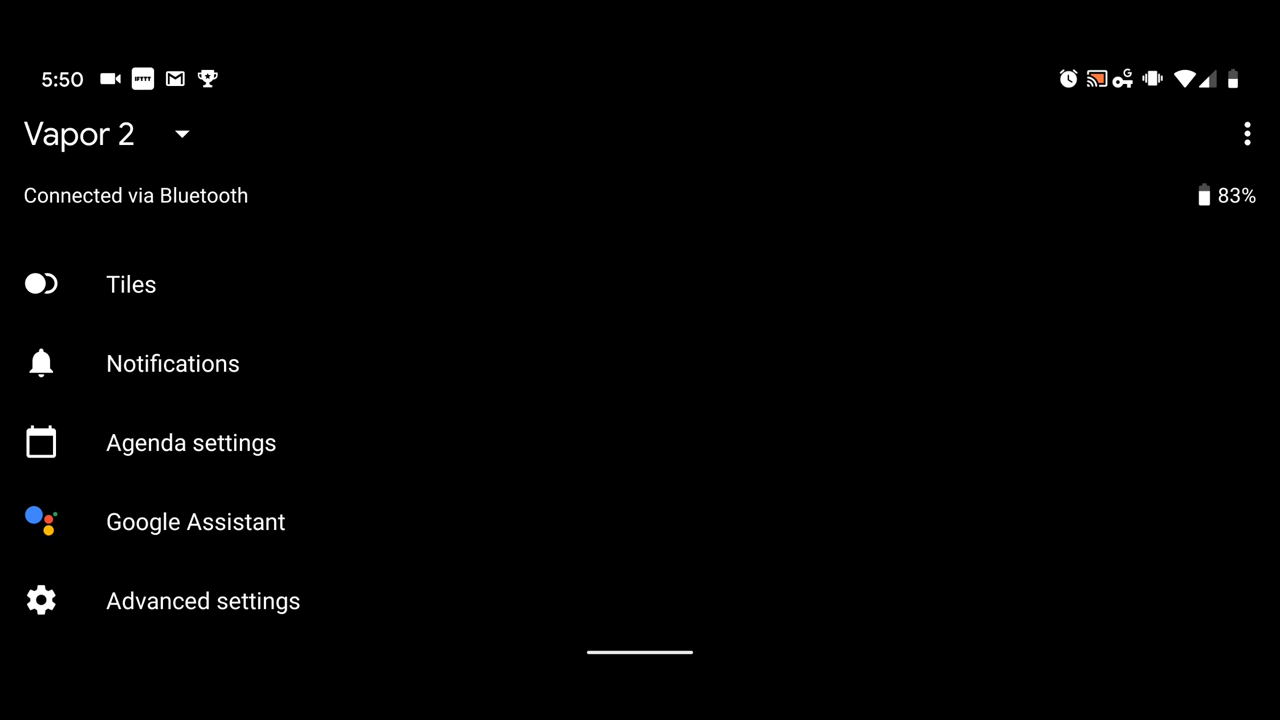 5:50 IFTTT
Vapor 2
Connected via Bluetooth 83%
Tiles
Notifications
Agenda settings
Google Assistant
Advanced settings